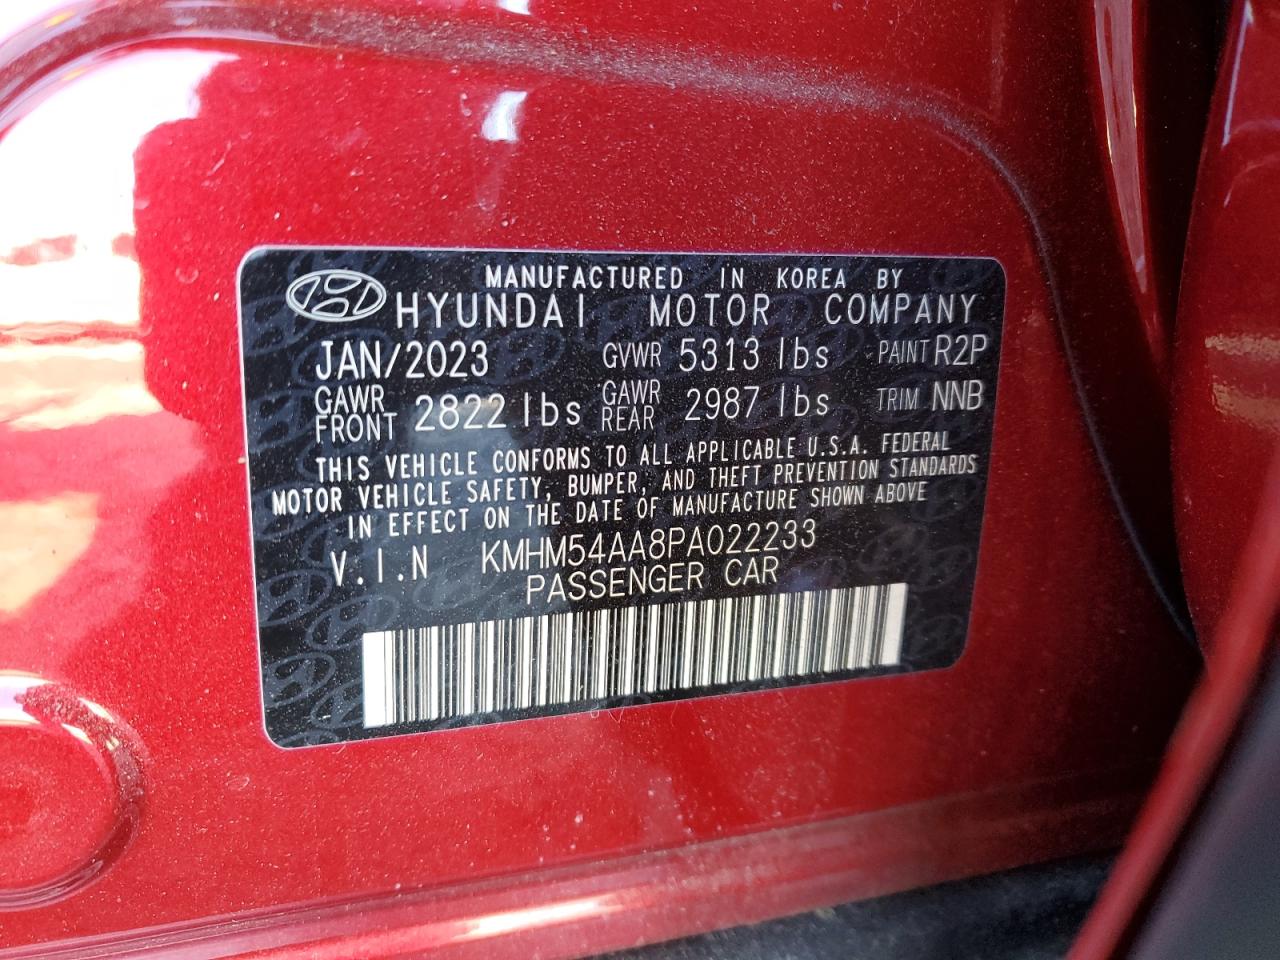 MANUFACTURED IN KOREA BY
HYUNDAI MOTOR COMPANY
JAN/2023 GVWR 5313 lbs PAINT R2P
GAWR FRONT 2822 lbs GAWR REAR 2987 lbs TRIM NNB
THIS VEHICLE CONFORMS TO ALL APPLICABLE U.S.A. FEDERAL
MOTOR VEHICLE SAFETY, BUMPER, AND THEFT PREVENTION STANDARDS
IN EFFECT ON THE DATE OF MANUFACTURE SHOWN ABOVE
V.I.N KMHM54AA8PA022233
PASSENGER CAR